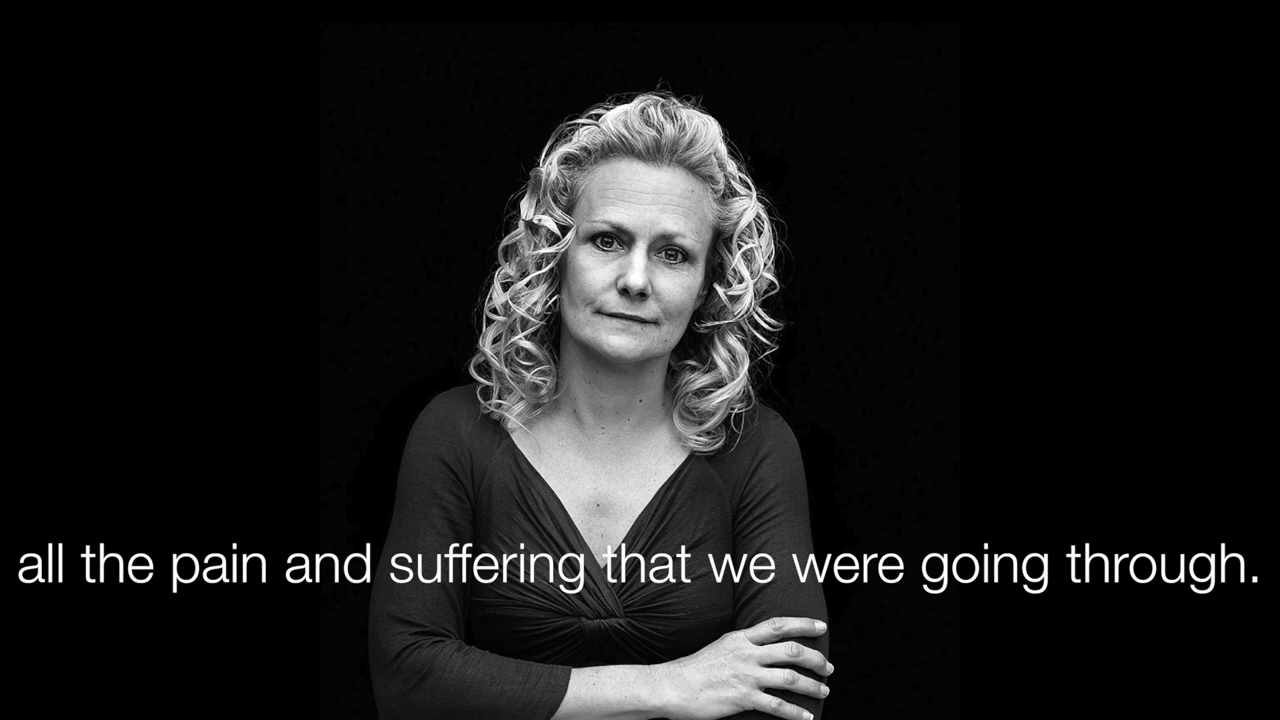 all the pain and suffering that we were going through.